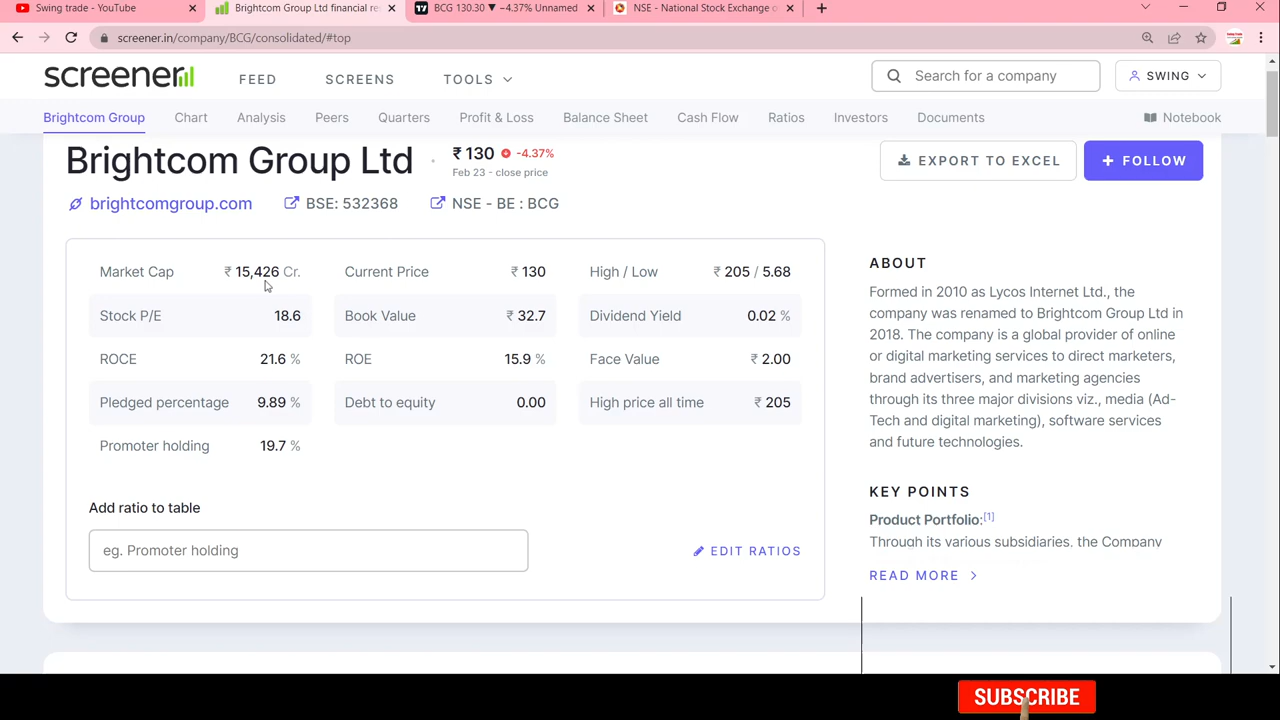 Swing trade - YouTube
Brightcom Group Ltd financial re
BCG 130.30 ▼ −4.37% Unnamed
NSE - National Stock Exchange o
screener.in/company/BCG/consolidated/#top
screener
FEED
SCREENS
TOOLS
Search for a company
SWING
Brightcom Group
Chart
Analysis
Peers
Quarters
Profit & Loss
Balance Sheet
Cash Flow
Ratios
Investors
Documents
Notebook
Brightcom Group Ltd
₹ 130 -4.37%
Feb 23 - close price
EXPORT TO EXCEL
+ FOLLOW
brightcomgroup.com
BSE: 532368
NSE - BE : BCG
Market Cap ₹ 15,426 Cr.
Current Price ₹ 130
High / Low ₹ 205 / 5.68
Stock P/E 18.6
Book Value ₹ 32.7
Dividend Yield 0.02 %
ROCE 21.6 %
ROE 15.9 %
Face Value ₹ 2.00
Pledged percentage 9.89 %
Debt to equity 0.00
High price all time ₹ 205
Promoter holding 19.7 %
Add ratio to table
eg. Promoter holding
EDIT RATIOS
ABOUT
Formed in 2010 as Lycos Internet Ltd., the
company was renamed to Brightcom Group Ltd in
2018. The company is a global provider of online
or digital marketing services to direct marketers,
brand advertisers, and marketing agencies
through its three major divisions viz., media (Ad-
Tech and digital marketing), software services
and future technologies.
KEY POINTS
Product Portfolio:[1]
Through its various subsidiaries, the Company
READ MORE
SUBSCRIBE